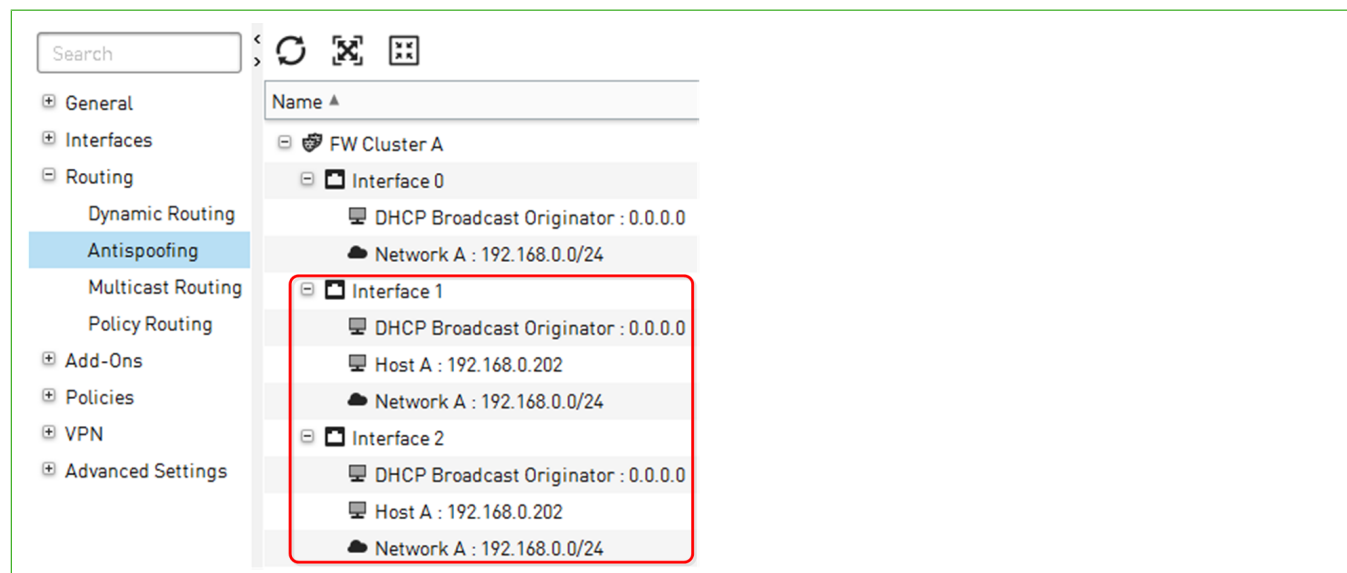 Search
General
Interfaces
Routing
Dynamic Routing
Antispoofing
Multicast Routing
Policy Routing
Add-Ons
Policies
VPN
Advanced Settings
Name
FW Cluster A
Interface 0
DHCP Broadcast Originator : 0.0.0.0
Network A : 192.168.0.0/24
Interface 1
DHCP Broadcast Originator : 0.0.0.0
Host A : 192.168.0.202
Network A : 192.168.0.0/24
Interface 2
DHCP Broadcast Originator : 0.0.0.0
Host A : 192.168.0.202
Network A : 192.168.0.0/24